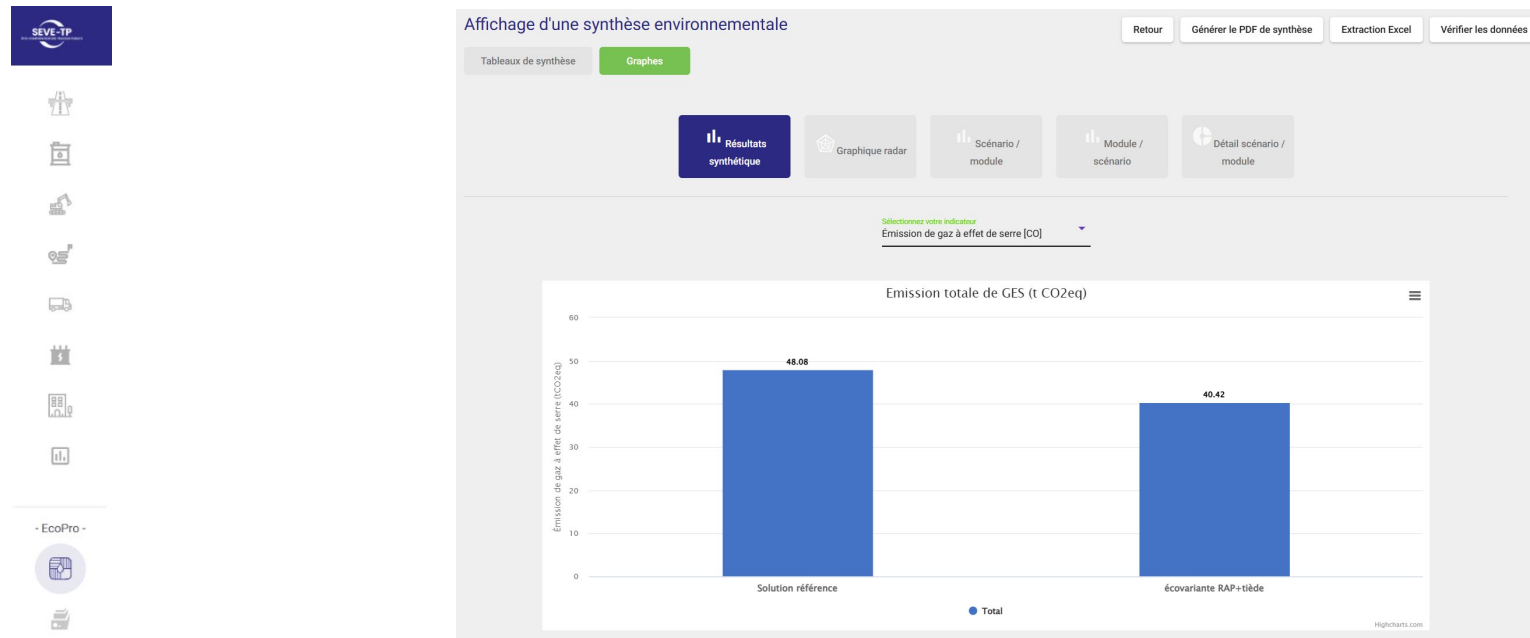 SEVE-TP
Affichage d'une synthèse environnementale
Retour
Générer le PDF de synthèse
Extraction Excel
Vérifier les données
Tableaux de synthèse
Graphes
Résultats
synthétique
Graphique radar
Scénario /
module
Module /
scénario
Détail scénario /
module
Sélectionnez votre indicateur
Émission de gaz à effet de serre [CO]
Emission totale de GES (t CO2eq)
Émission de gaz à effet de serre (tCO2eq)
60
50
40
30
20
10
0
48.08
40.42
Solution référence
écovariante RAP+tiède
Total
Highcharts.com
- EcoPro -